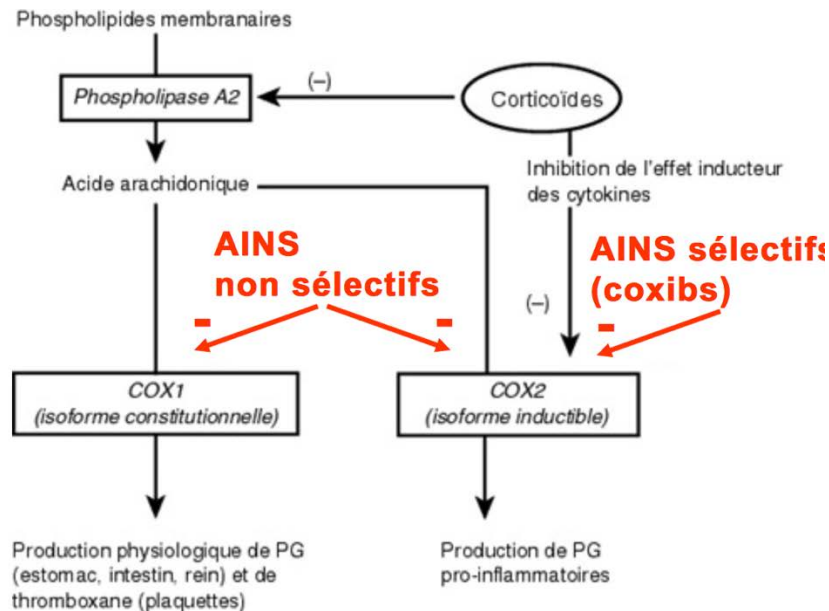 Phospholipides membranaires
(–)
Phospholipase A2
Corticoïdes
Acide arachidonique
Inhibition de l'effet inducteur
des cytokines
AINS
non sélectifs
AINS sélectifs
(coxibs)
-
-
(–)
-
COX1
(isoforme constitutionnelle)
COX2
(isoforme inductible)
Production physiologique de PG
(estomac, intestin, rein) et de
thromboxane (plaquettes)
Production de PG
pro-inflammatoires